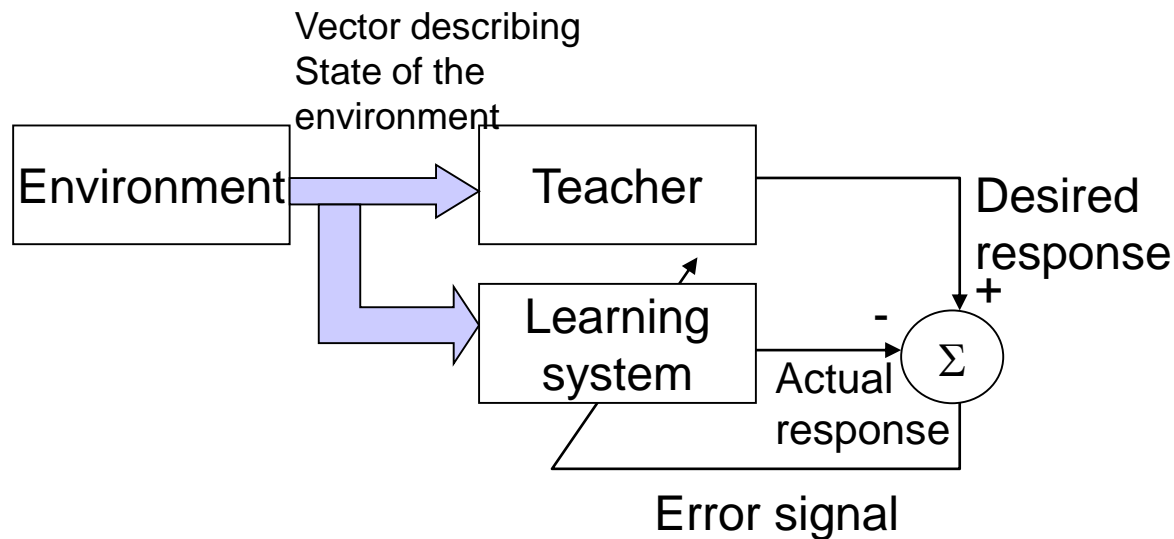 Vector describing
State of the
environment
Environment
Teacher
Desired
response
+
-
Learning
system
Σ
Actual
response
Error signal